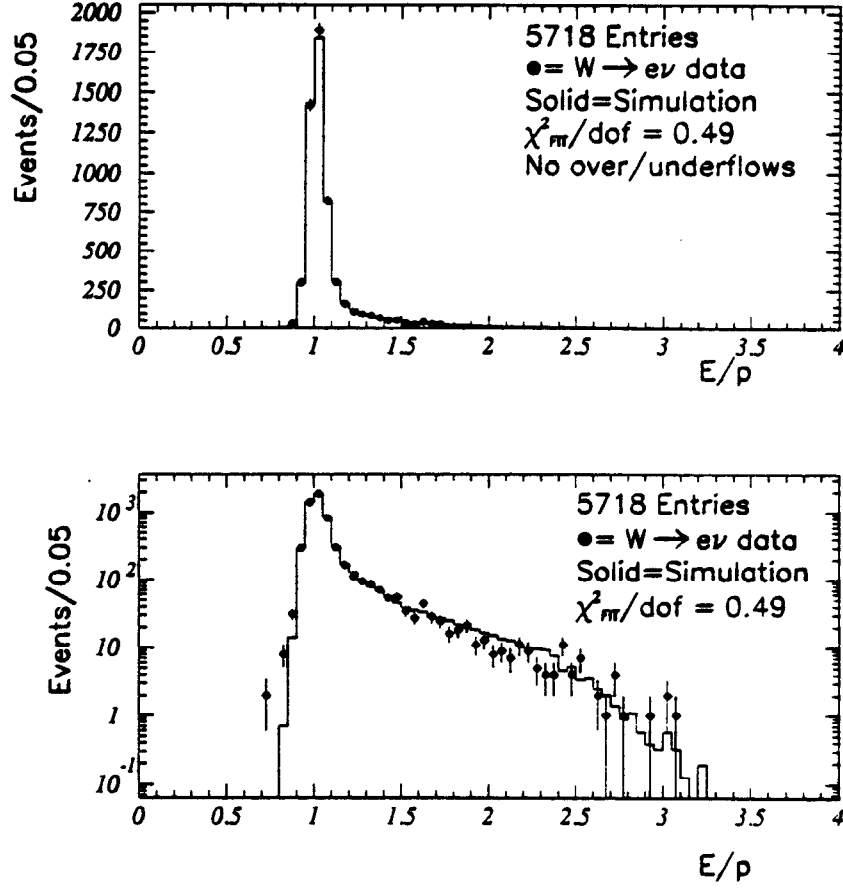 2000
1750
1500
1250
1000
750
500
250
0
Events/0.05
5718 Entries
●= W → eν data
Solid=Simulation
χ²FIT/dof = 0.49
No over/underflows
0 0.5 1 1.5 2 2.5 3 3.5 4
E/p
10³
10²
10
1
10⁻¹
Events/0.05
5718 Entries
●= W → eν data
Solid=Simulation
χ²FIT/dof = 0.49
0 0.5 1 1.5 2 2.5 3 3.5 4
E/p